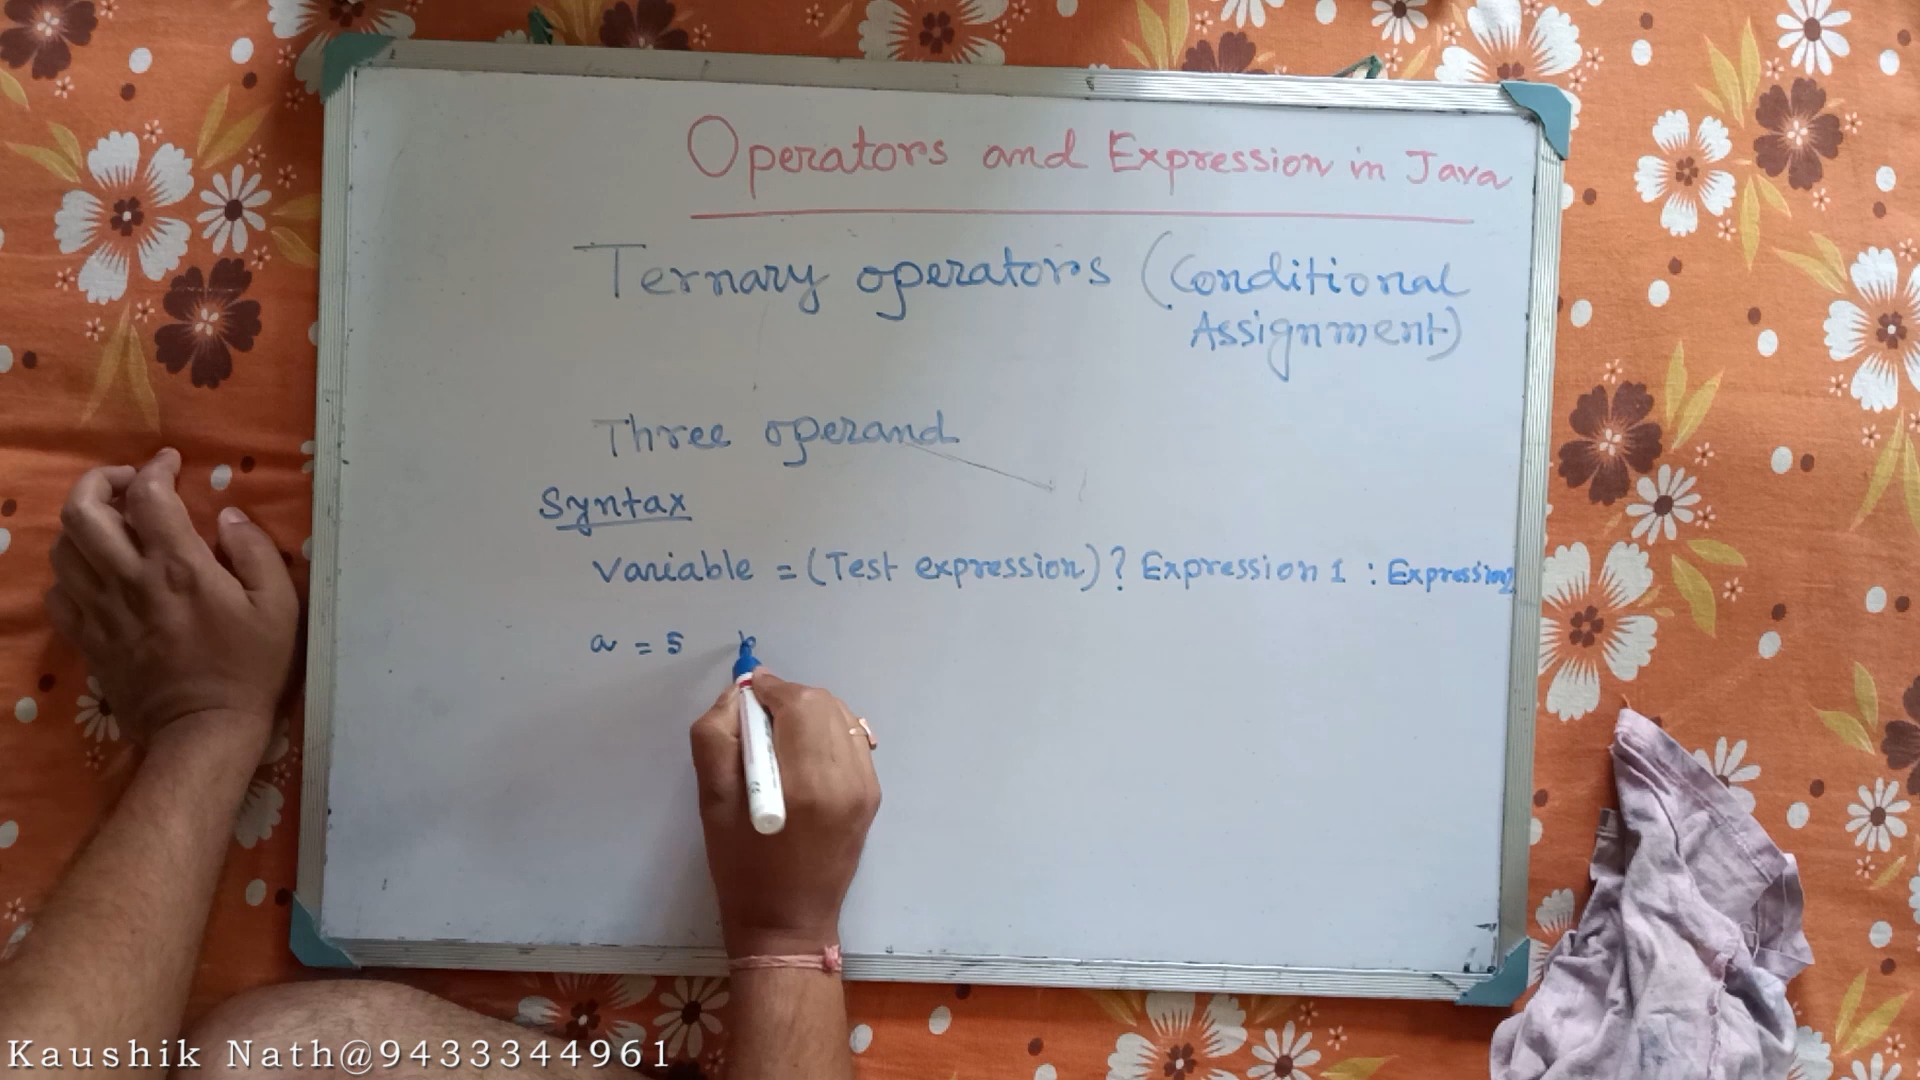 Operators and Expression in Java
Ternary operators (Conditional
Assignment)
Three operand
Syntax
Variable = (Test expression) ? Expression 1 : Expression 2
a = 5 b
Kaushik Nath@9433344961